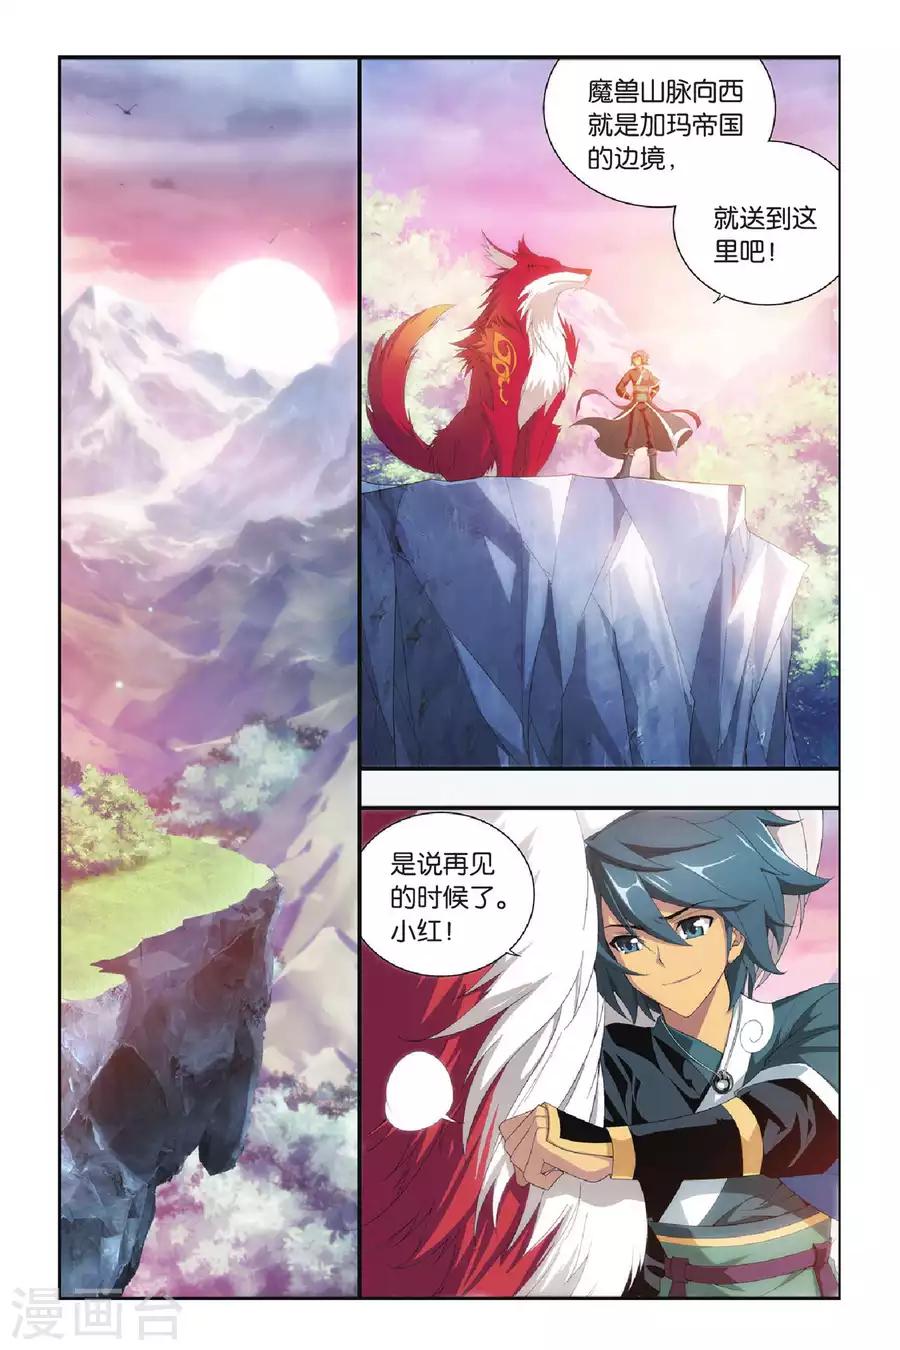 魔兽山脉向西
就是加玛帝国
的边境，
就送到这
里吧！
是说再见
的时候了。
小红！
漫画台